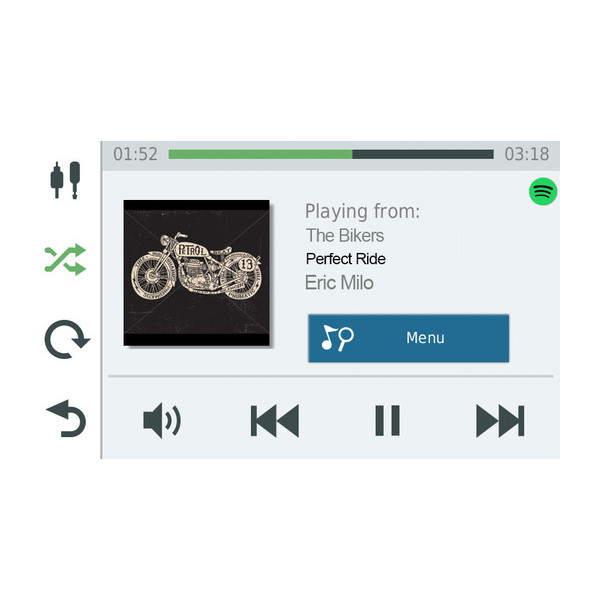 01:52
03:18
Playing from:
The Bikers
Perfect Ride
Eric Milo
PETROL
13
Menu